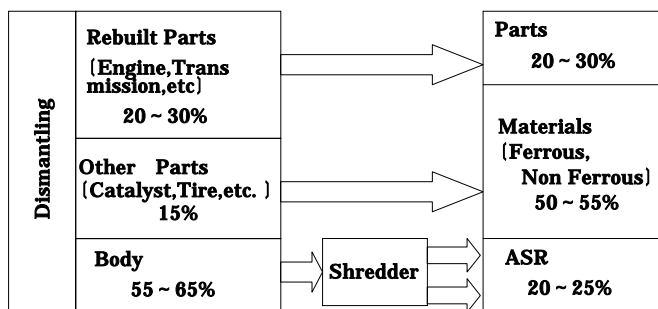 Dismantling
Rebuilt Parts
(Engine,Trans
mission,etc)
20~30%
Other Parts
(Catalyst,Tire,etc. )
15%
Body
55~65%
Shredder
Parts
20~30%
Materials
(Ferrous,
Non Ferrous)
50~55%
ASR
20~25%